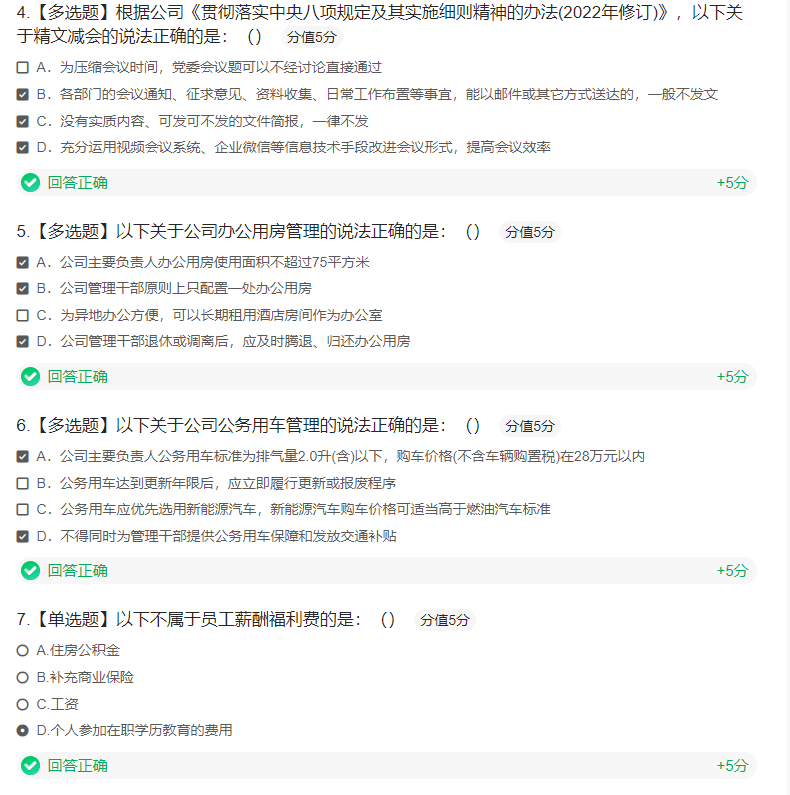 4.【多选题】根据公司《贯彻落实中央八项规定及其实施细则精神的办法(2022年修订)》，以下关
于精文减会的说法正确的是：（） 分值5分
A．为压缩会议时间，党委会议题可以不经讨论直接通过
B．各部门的会议通知、征求意见、资料收集、日常工作布置等事宜，能以邮件或其它方式送达的，一般不发文
C．没有实质内容、可发可不发的文件简报，一律不发
D．充分运用视频会议系统、企业微信等信息技术手段改进会议形式，提高会议效率
回答正确 +5分
5.【多选题】以下关于公司办公用房管理的说法正确的是：（） 分值5分
A．公司主要负责人办公用房使用面积不超过75平方米
B．公司管理干部原则上只配置一处办公用房
C．为异地办公方便，可以长期租用酒店房间作为办公室
D．公司管理干部退休或调离后，应及时腾退、归还办公用房
回答正确 +5分
6.【多选题】以下关于公司公务用车管理的说法正确的是：（） 分值5分
A．公司主要负责人公务用车标准为排气量2.0升(含)以下，购车价格(不含车辆购置税)在28万元以内
B．公务用车达到更新年限后，应立即履行更新或报废程序
C．公务用车应优先选用新能源汽车，新能源汽车购车价格可适当高于燃油汽车标准
D．不得同时为管理干部提供公务用车保障和发放交通补贴
回答正确 +5分
7.【单选题】以下不属于员工薪酬福利费的是：（） 分值5分
A.住房公积金
B.补充商业保险
C.工资
D.个人参加在职学历教育的费用
回答正确 +5分